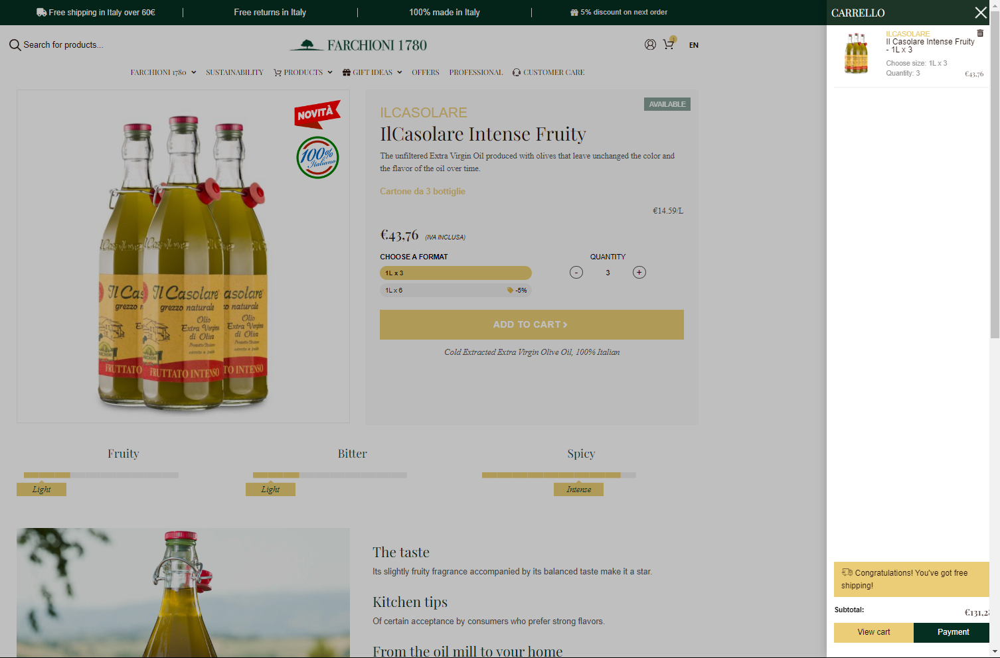 Free shipping in Italy over 60€
Free returns in Italy
100% made in Italy
5% discount on next order
CARRELLO
Search for products...
FARCHIONI 1780
1
EN
FARCHIONI 1780
SUSTAINABILITY
PRODUCTS
GIFT IDEAS
OFFERS
PROFESSIONAL
CUSTOMER CARE
ILCASOLARE
Il Casolare Intense Fruity
- 1L x 3
Choose size: 1L x 3
Quantity: 3
€43,76
NOVITÀ
100%
Italiano
Il Casolare
grezzo naturale
Olio
Extra Vergine
di Oliva
FRUTTATO INTENSO
AVAILABLE
ILCASOLARE
IlCasolare Intense Fruity
The unfiltered Extra Virgin Oil produced with olives that leave unchanged the color and
the flavor of the oil over time.
Cartone da 3 bottiglie
€14.59/L
€43,76 (IVA INCLUSA)
CHOOSE A FORMAT
QUANTITY
1L x 3
- 3 +
1L x 6
-5%
ADD TO CART
Cold Extracted Extra Virgin Olive Oil, 100% Italian
Fruity
Bitter
Spicy
Light
Light
Intense
The taste
Its slightly fruity fragrance accompanied by its balanced taste make it a star.
Kitchen tips
Of certain acceptance by consumers who prefer strong flavors.
From the oil mill to your home
Congratulations! You've got free
shipping!
Subtotal:
€131,28
View cart
Payment